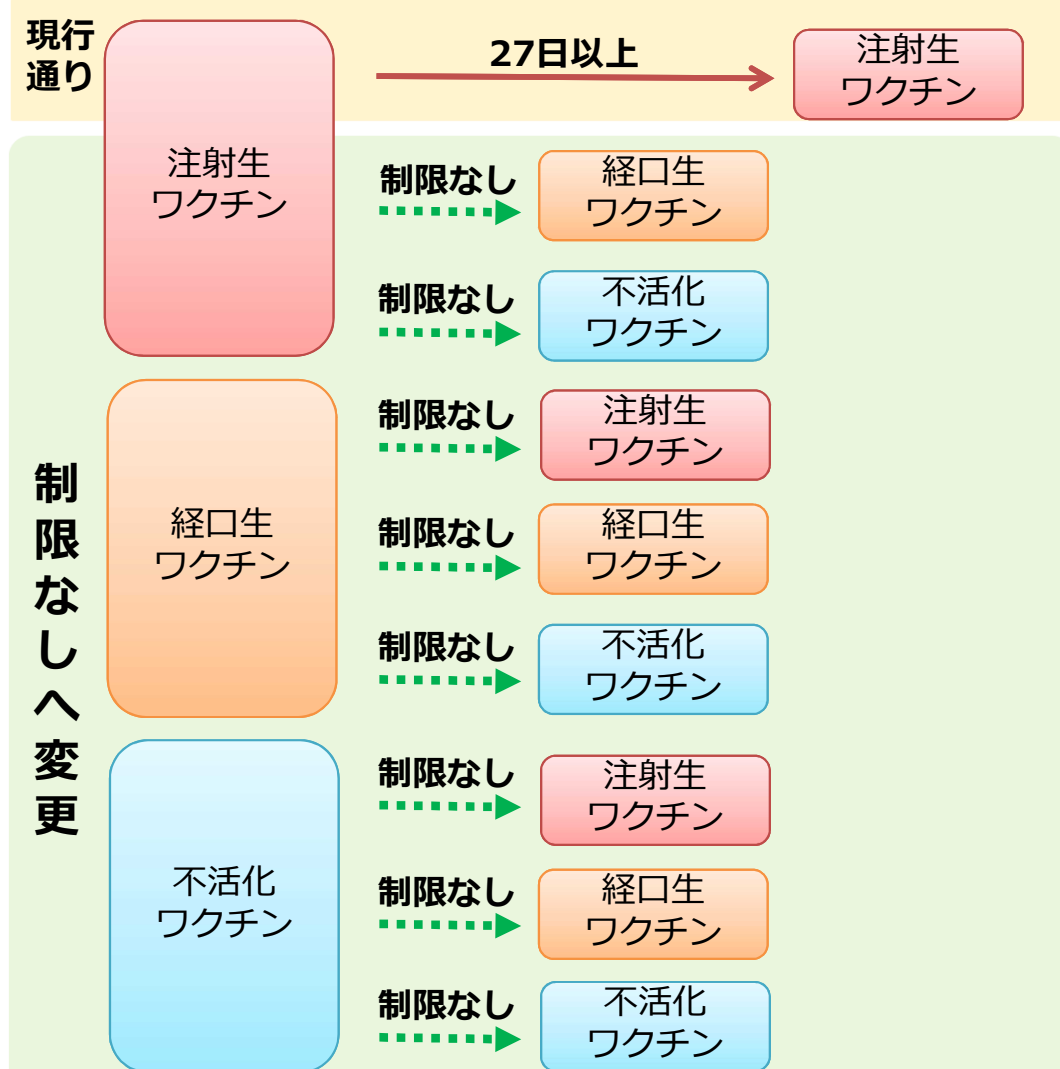 現行
通り
注射生
ワクチン
27日以上
注射生
ワクチン
制限なしへ変更
制限なし
経口生
ワクチン
制限なし
不活化
ワクチン
経口生
ワクチン
制限なし
注射生
ワクチン
制限なし
経口生
ワクチン
制限なし
不活化
ワクチン
不活化
ワクチン
制限なし
注射生
ワクチン
制限なし
経口生
ワクチン
制限なし
不活化
ワクチン